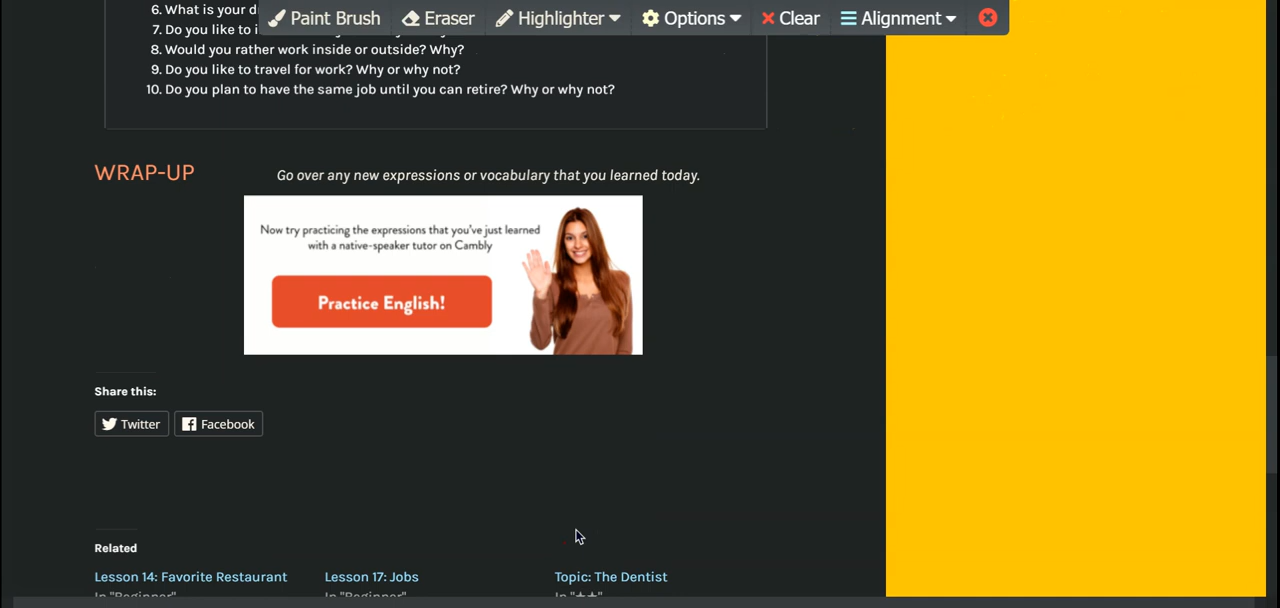 6. What is your d
Paint Brush Eraser Highlighter Options Clear Alignment
7. Do you like to i
8. Would you rather work inside or outside? Why?
9. Do you like to travel for work? Why or why not?
10. Do you plan to have the same job until you can retire? Why or why not?
WRAP-UP Go over any new expressions or vocabulary that you learned today.
Now try practicing the expressions that you've just learned
with a native-speaker tutor on Cambly
Practice English!
Share this:
Twitter Facebook
Related
Lesson 14: Favorite Restaurant Lesson 17: Jobs Topic: The Dentist
In "Beginner" In "Beginner" In "++"